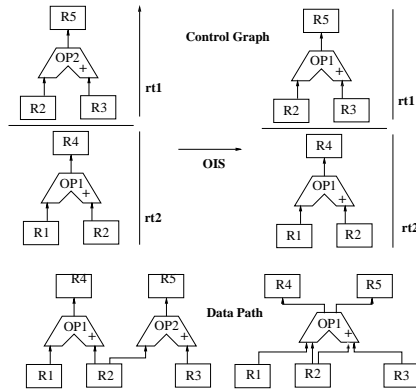 R5 R5
Control Graph
OP2 + OP1 +
rt1 rt1
R2 R3 R2 R3
R4 R4
OIS
OP1 + OP1 +
rt2 rt2
R1 R2 R1 R2
R4 R5 R4 R5
Data Path
OP1 + OP2 + OP1 +
R1 R2 R3 R1 R2 R3